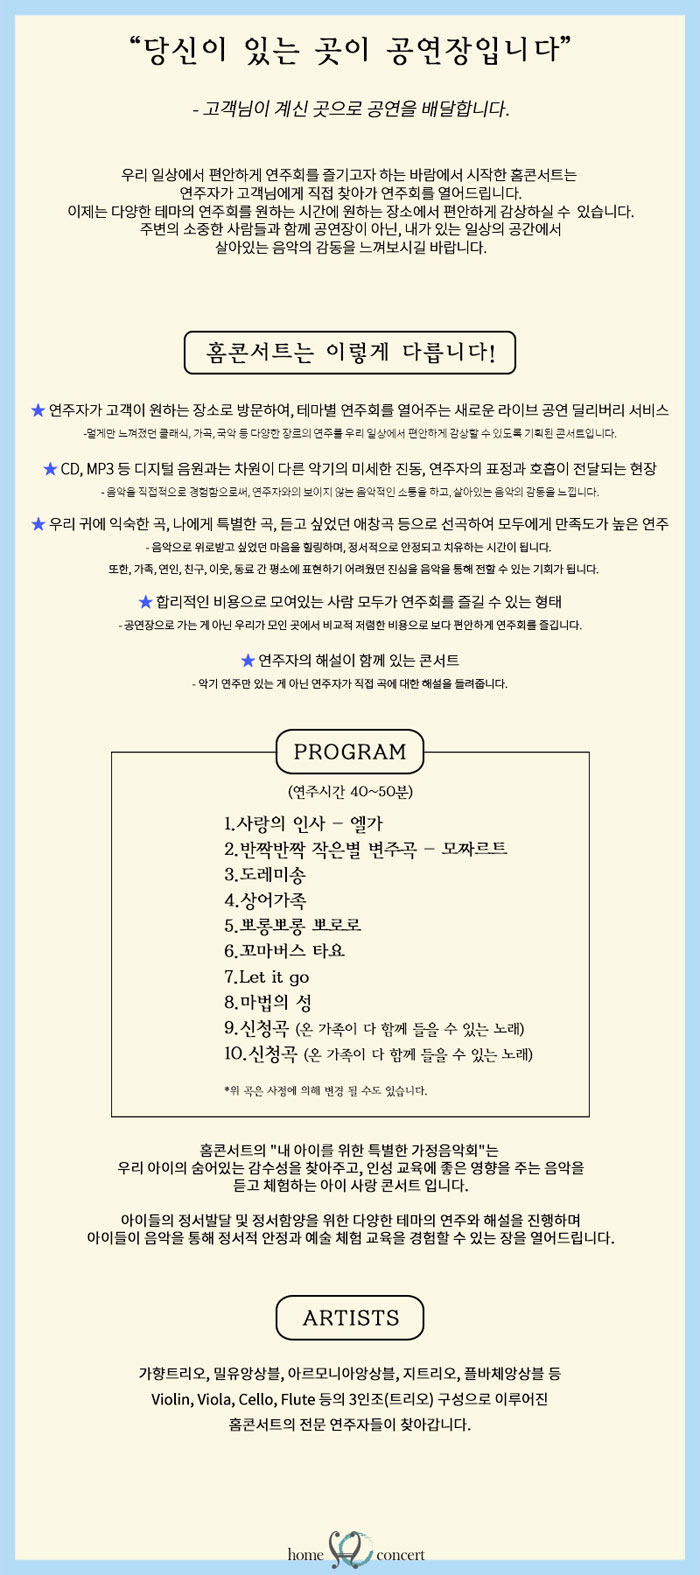 “당신이 있는 곳이 공연장입니다”
- 고객님이 계신 곳으로 공연을 배달합니다.
우리 일상에서 편안하게 연주회를 즐기고자 하는 바람에서 시작한 홈콘서트는
연주자가 고객님에게 직접 찾아가 연주회를 열어드립니다.
이제는 다양한 테마의 연주회를 원하는 시간에 원하는 장소에서 편안하게 감상하실 수 있습니다.
주변의 소중한 사람들과 함께 공연장이 아닌, 내가 있는 일상의 공간에서
살아있는 음악의 감동을 느껴보시길 바랍니다.
홈콘서트는 이렇게 다릅니다!
★ 연주자가 고객이 원하는 장소로 방문하여, 테마별 연주회를 열어주는 새로운 라이브 공연 딜리버리 서비스
-멀게만 느껴졌던 클래식, 가곡, 국악 등 다양한 장르의 연주를 우리 일상에서 편안하게 감상할 수 있도록 기획된 콘서트입니다.
★ CD, MP3 등 디지털 음원과는 차원이 다른 악기의 미세한 진동, 연주자의 표정과 호흡이 전달되는 현장
- 음악을 직접적으로 경험함으로써, 연주자와의 보이지 않는 음악적인 소통을 하고, 살아있는 음악의 감동을 느낍니다.
★ 우리 귀에 익숙한 곡, 나에게 특별한 곡, 듣고 싶었던 애창곡 등으로 선곡하여 모두에게 만족도가 높은 연주
- 음악으로 위로받고 싶었던 마음을 힐링하며, 정서적으로 안정되고 치유하는 시간이 됩니다.
또한, 가족, 연인, 친구, 이웃, 동료 간 평소에 표현하기 어려웠던 진심을 음악을 통해 전할 수 있는 기회가 됩니다.
★ 합리적인 비용으로 모여있는 사람 모두가 연주회를 즐길 수 있는 형태
- 공연장으로 가는 게 아닌 우리가 모인 곳에서 비교적 저렴한 비용으로 보다 편안하게 연주회를 즐깁니다.
★ 연주자의 해설이 함께 있는 콘서트
- 악기 연주만 있는 게 아닌 연주자가 직접 곡에 대한 해설을 들려줍니다.
PROGRAM
(연주시간 40~50분)
1.사랑의 인사 - 엘가
2.반짝반짝 작은별 변주곡 - 모짜르트
3.도레미송
4.상어가족
5.뽀롱뽀롱 뽀로로
6.꼬마버스 타요
7.Let it go
8.마법의 성
9.신청곡 (온 가족이 다 함께 들을 수 있는 노래)
10.신청곡 (온 가족이 다 함께 들을 수 있는 노래)
*위 곡은 사정에 의해 변경 될 수도 있습니다.
홈콘서트의 "내 아이를 위한 특별한 가정음악회"는
우리 아이의 숨어있는 감수성을 찾아주고, 인성 교육에 좋은 영향을 주는 음악을
듣고 체험하는 아이 사랑 콘서트 입니다.
아이들의 정서발달 및 정서함양을 위한 다양한 테마의 연주와 해설을 진행하며
아이들이 음악을 통해 정서적 안정과 예술 체험 교육을 경험할 수 있는 장을 열어드립니다.
ARTISTS
가향트리오, 밀유앙상블, 아르모니아앙상블, 지트리오, 플바체앙상블 등
Violin, Viola, Cello, Flute 등의 3인조(트리오) 구성으로 이루어진
홈콘서트의 전문 연주자들이 찾아갑니다.
home concert